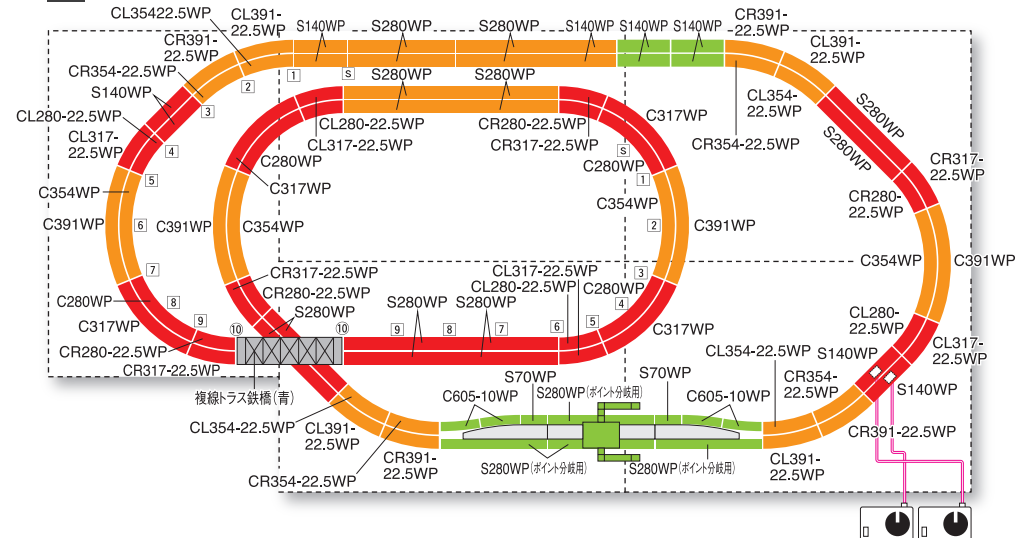 CL35422.5WP
CL391-
22.5WP
S140WP
S280WP
S280WP
S140WP
S140WP
S140WP
CR391-
22.5WP
CR391-
22.5WP
CL391-
22.5WP
CR354-22.5WP
S140WP
CL280-22.5WP
CL317-
22.5WP
1
S
2
3
4
5
S280WP
S280WP
CL280-22.5WP
CL317-22.5WP
CR280-22.5WP
CR317-22.5WP
C317WP
C280WP
S
1
CL354-
22.5WP
CR354-22.5WP
S280WP
S280WP
CR317-
22.5WP
CR280-
22.5WP
C280WP
C317WP
C354WP
C391WP
6
7
C391WP
C354WP
C354WP
2
C391WP
3
C354WP
C391WP
C280WP
8
C317WP
9
CR280-22.5WP
CR317-22.5WP
10
複線トラス鉄橋(青)
CR317-22.5WP
CR280-22.5WP
S280WP
10
S280WP
S280WP
9
8
7
6
CL317-22.5WP
CL280-22.5WP
C280WP
4
5
C317WP
CL280-
22.5WP
CL317-
22.5WP
S140WP
S140WP
CL354-22.5WP
CR354-
22.5WP
CR391-22.5WP
CL391-
22.5WP
CL354-22.5WP
CL391-
22.5WP
CR354-22.5WP
CR391-
22.5WP
C605-10WP
S70WP
S280WP(ポイント分岐用)
S70WP
C605-10WP
S280WP(ポイント分岐用)
S280WP(ポイント分岐用)